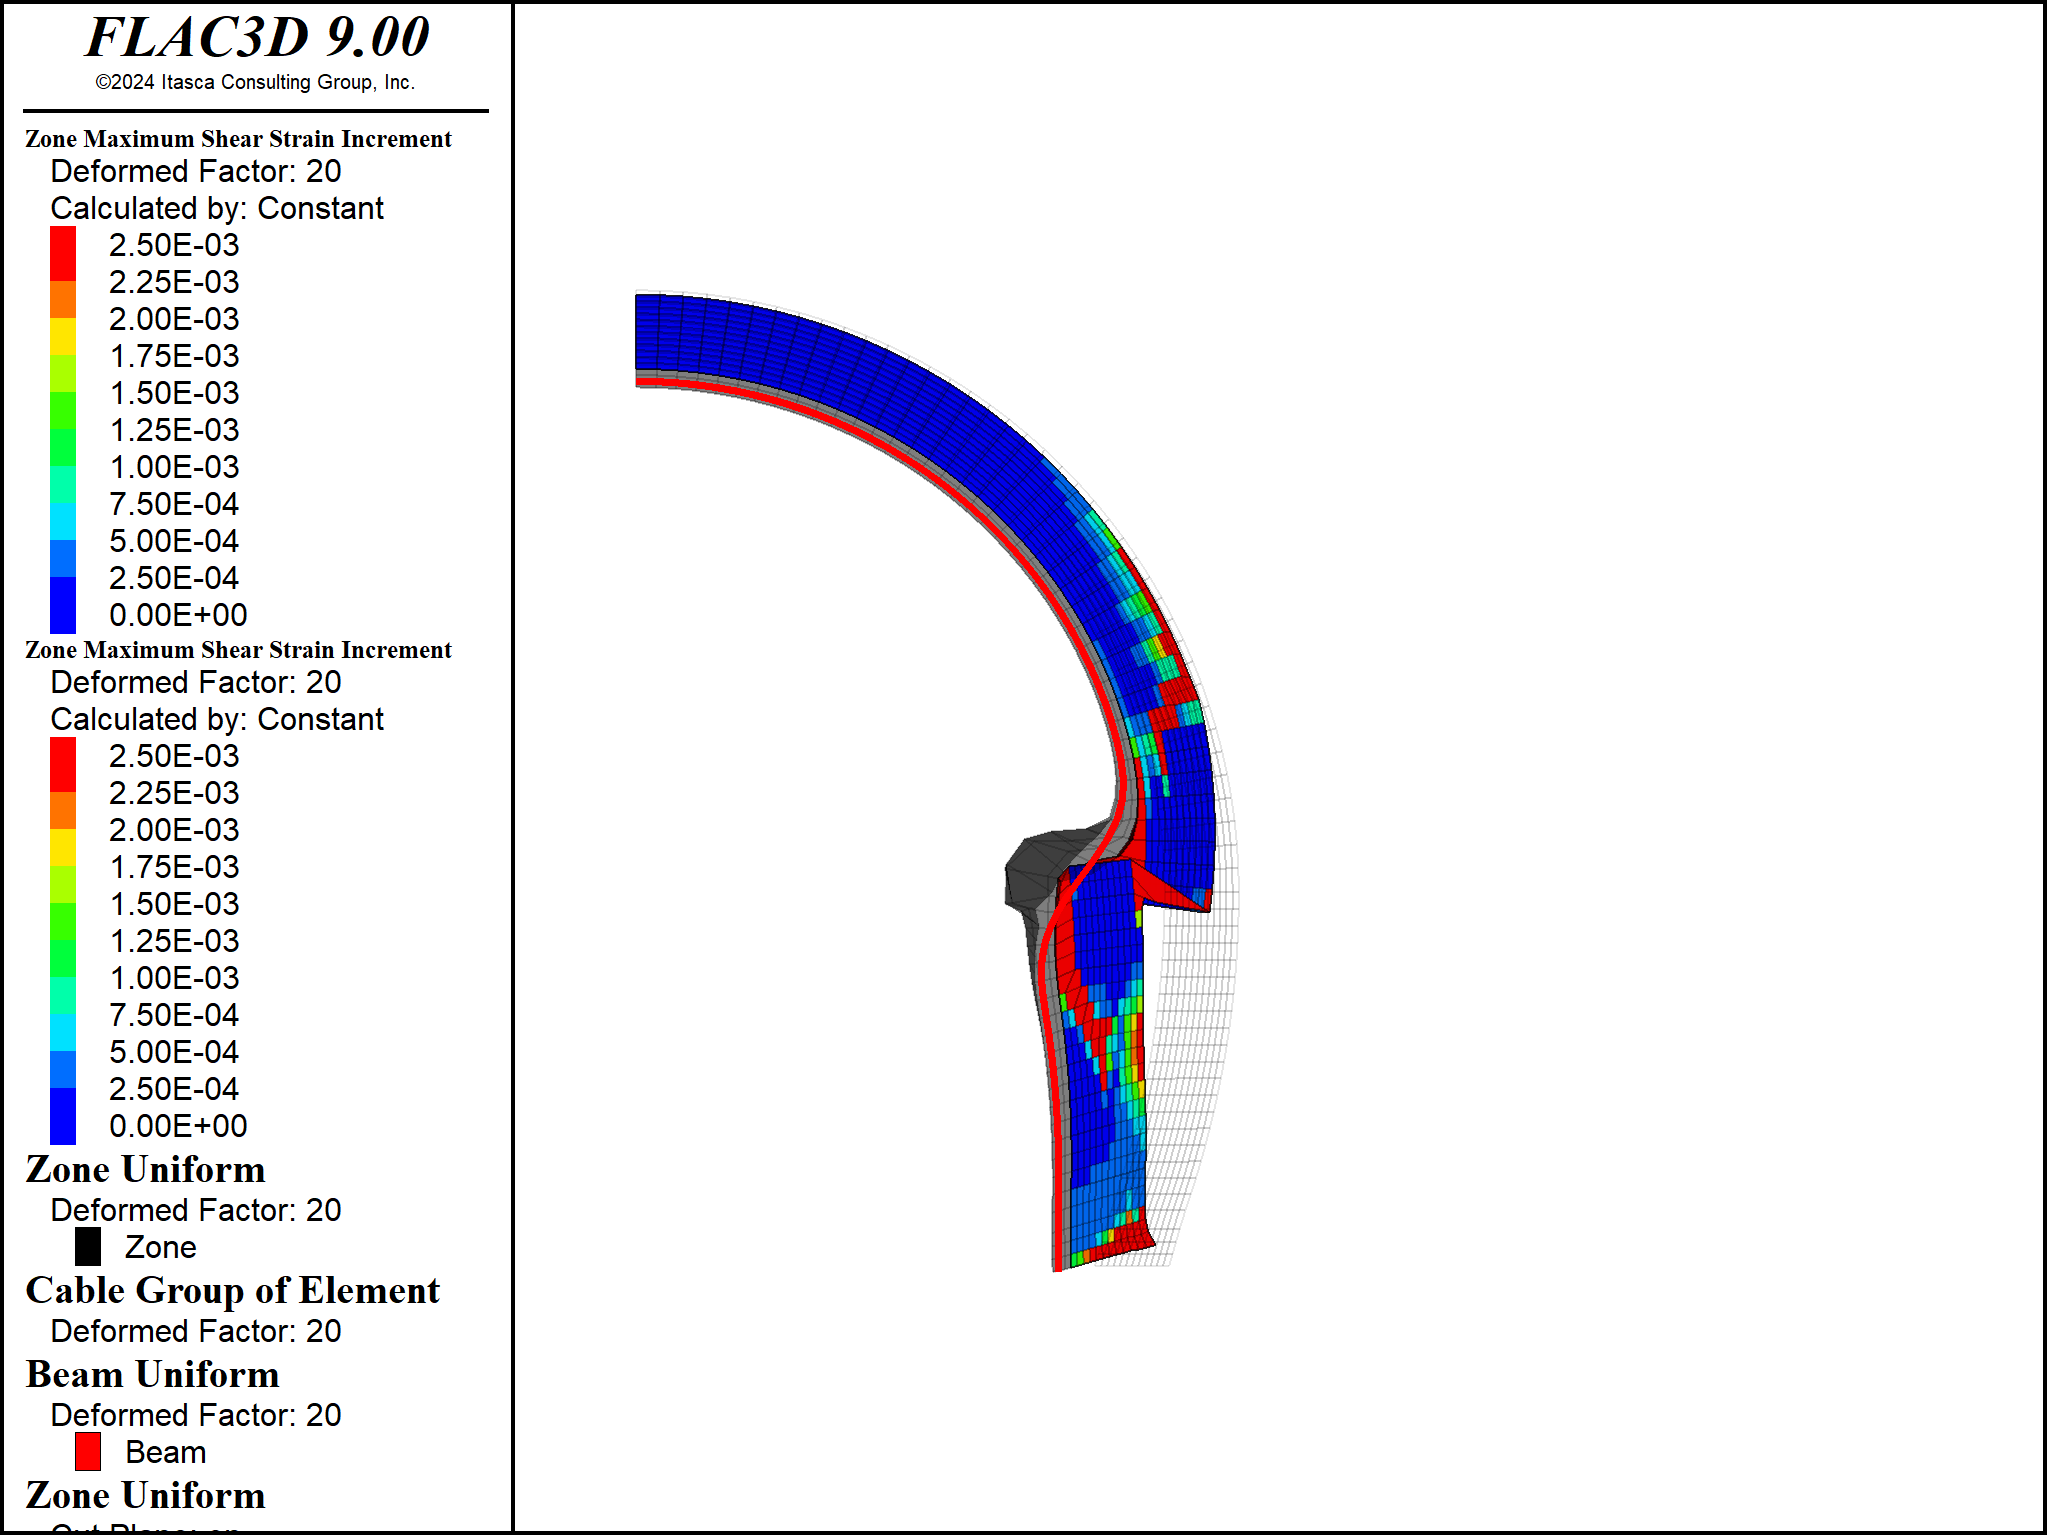 FLAC3D 9.00
©2024 Itasca Consulting Group, Inc.
Zone Maximum Shear Strain Increment
Deformed Factor: 20
Calculated by: Constant
2.50E-03
2.25E-03
2.00E-03
1.75E-03
1.50E-03
1.25E-03
1.00E-03
7.50E-04
5.00E-04
2.50E-04
0.00E+00
Zone Maximum Shear Strain Increment
Deformed Factor: 20
Calculated by: Constant
2.50E-03
2.25E-03
2.00E-03
1.75E-03
1.50E-03
1.25E-03
1.00E-03
7.50E-04
5.00E-04
2.50E-04
0.00E+00
Zone Uniform
Deformed Factor: 20
Zone
Cable Group of Element
Deformed Factor: 20
Beam Uniform
Deformed Factor: 20
Beam
Zone Uniform